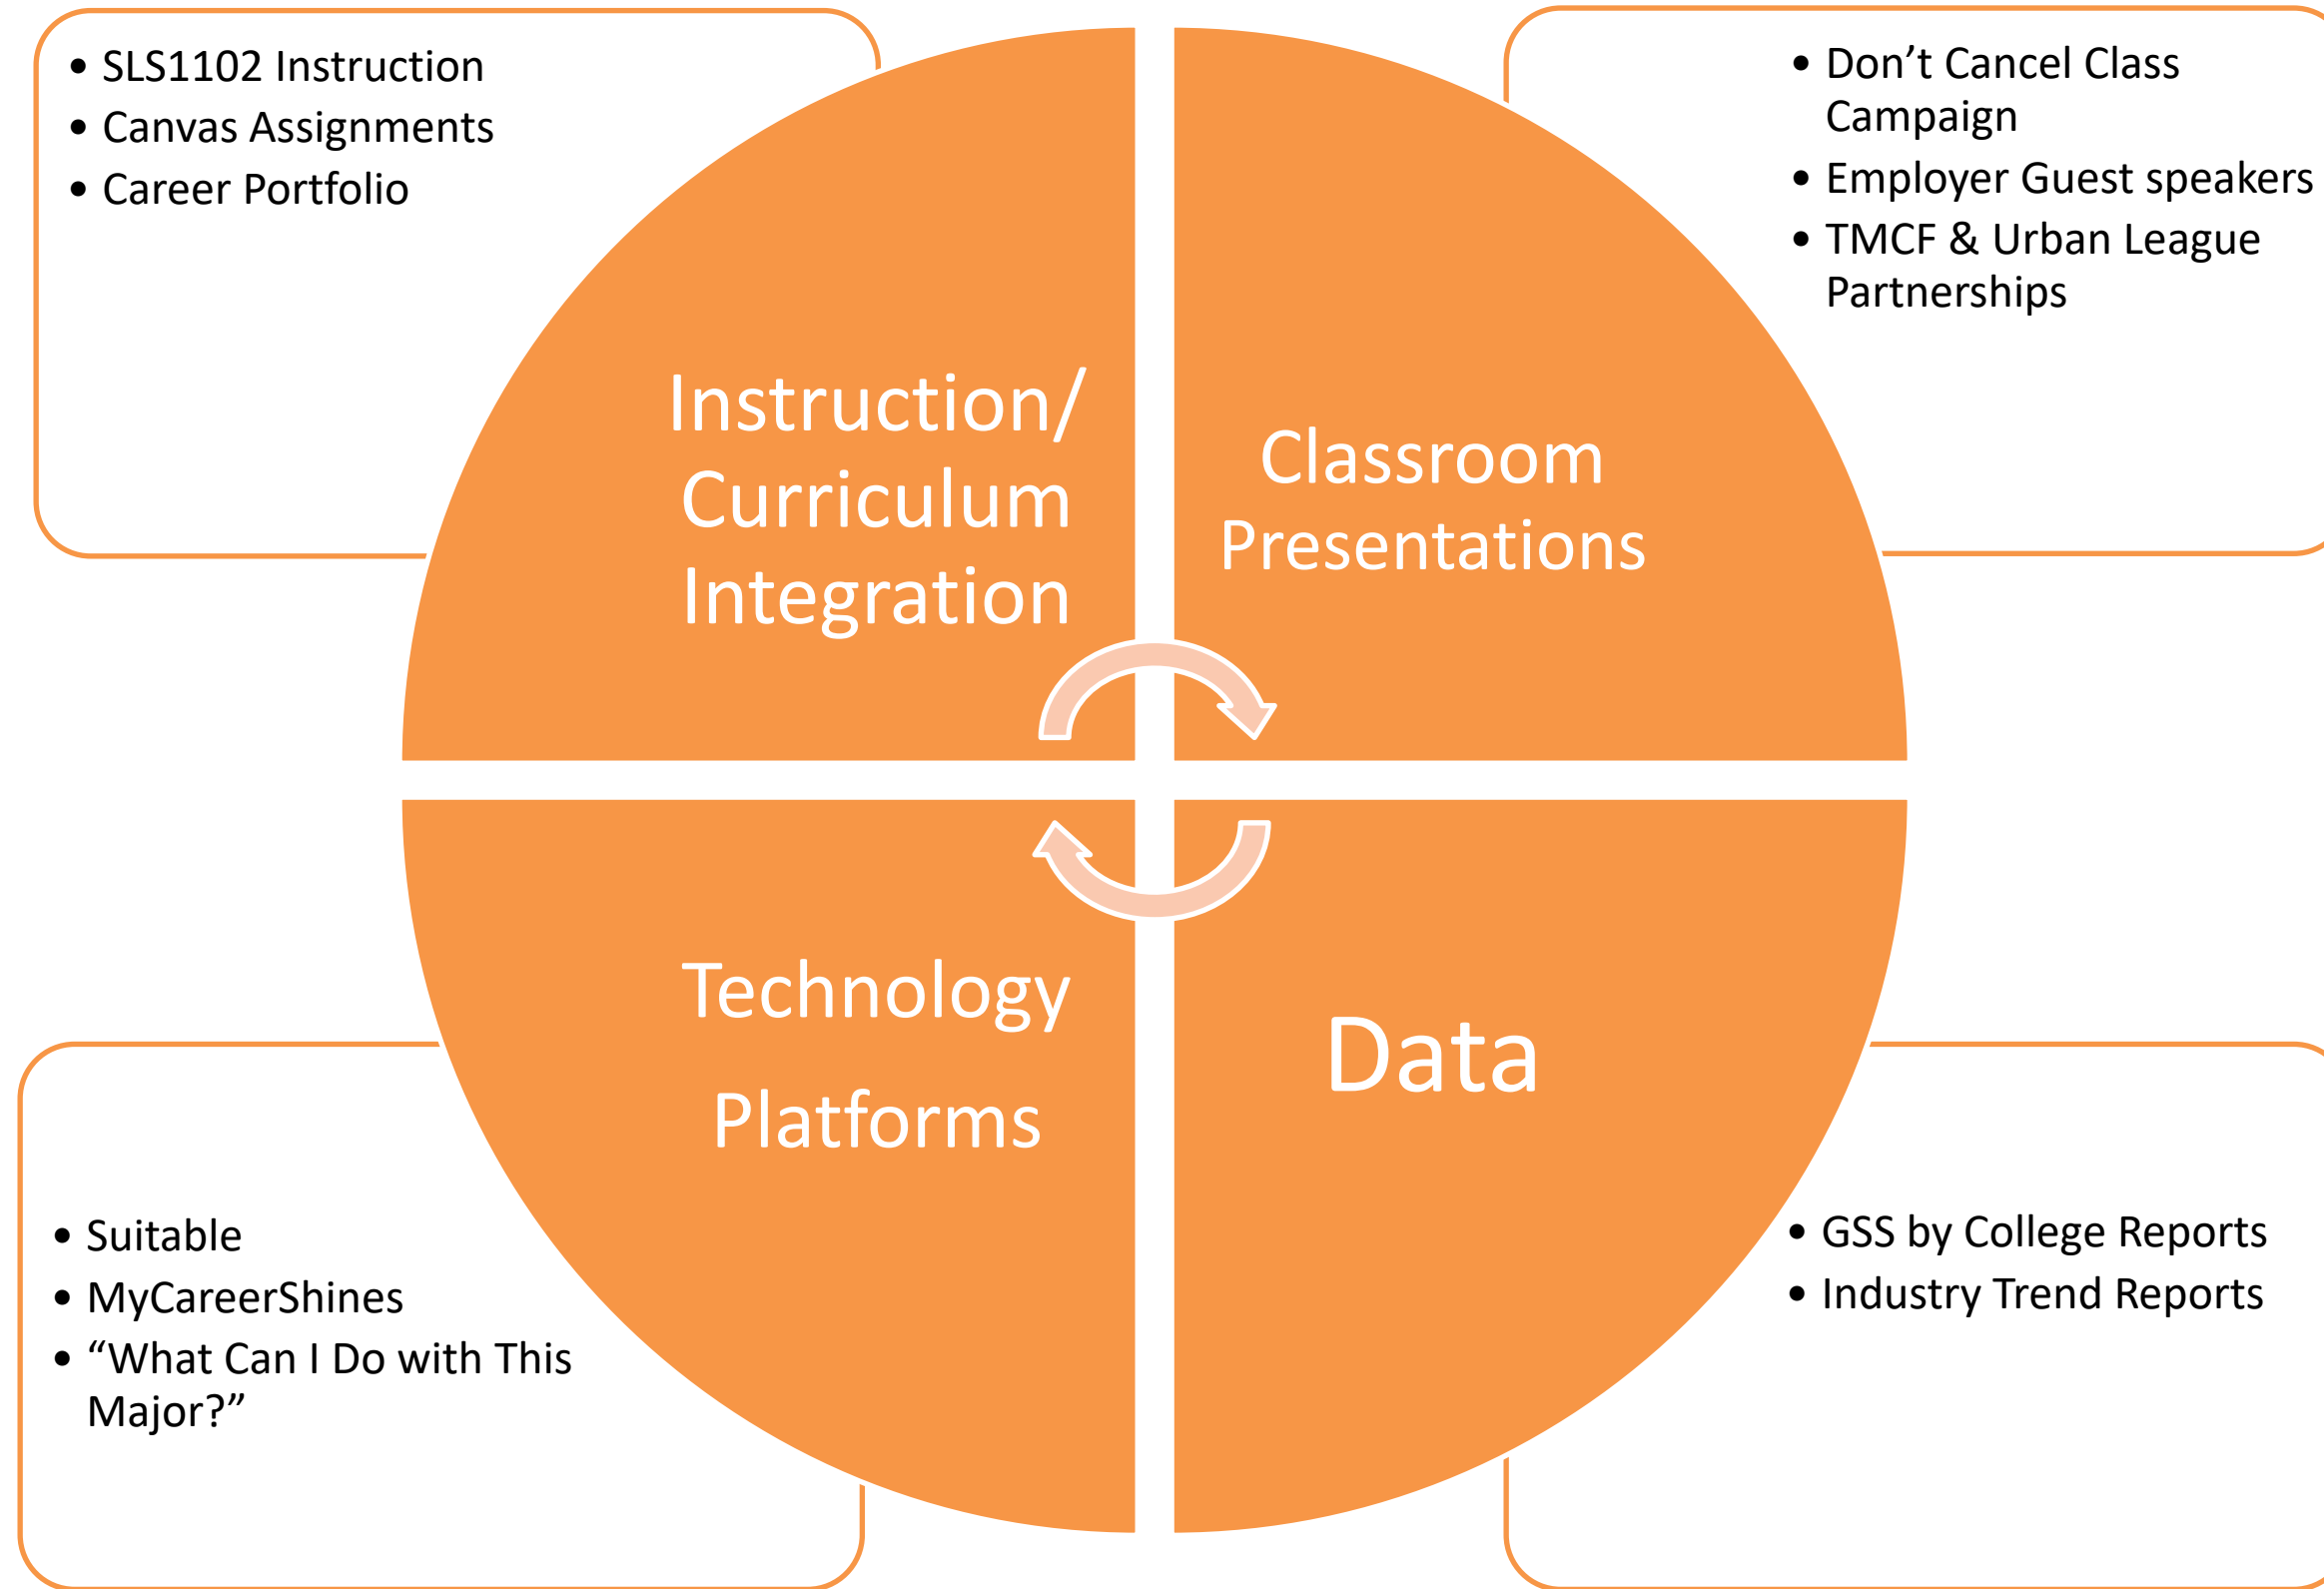 • SLS1102 Instruction
• Canvas Assignments
• Career Portfolio
• Don’t Cancel Class
Campaign
• Employer Guest speakers
• TMCF & Urban League
Partnerships
Instruction/
Curriculum
Integration
Classroom
Presentations
Technology
Platforms
Data
• Suitable
• MyCareerShines
• “What Can I Do with This
Major?”
• GSS by College Reports
• Industry Trend Reports